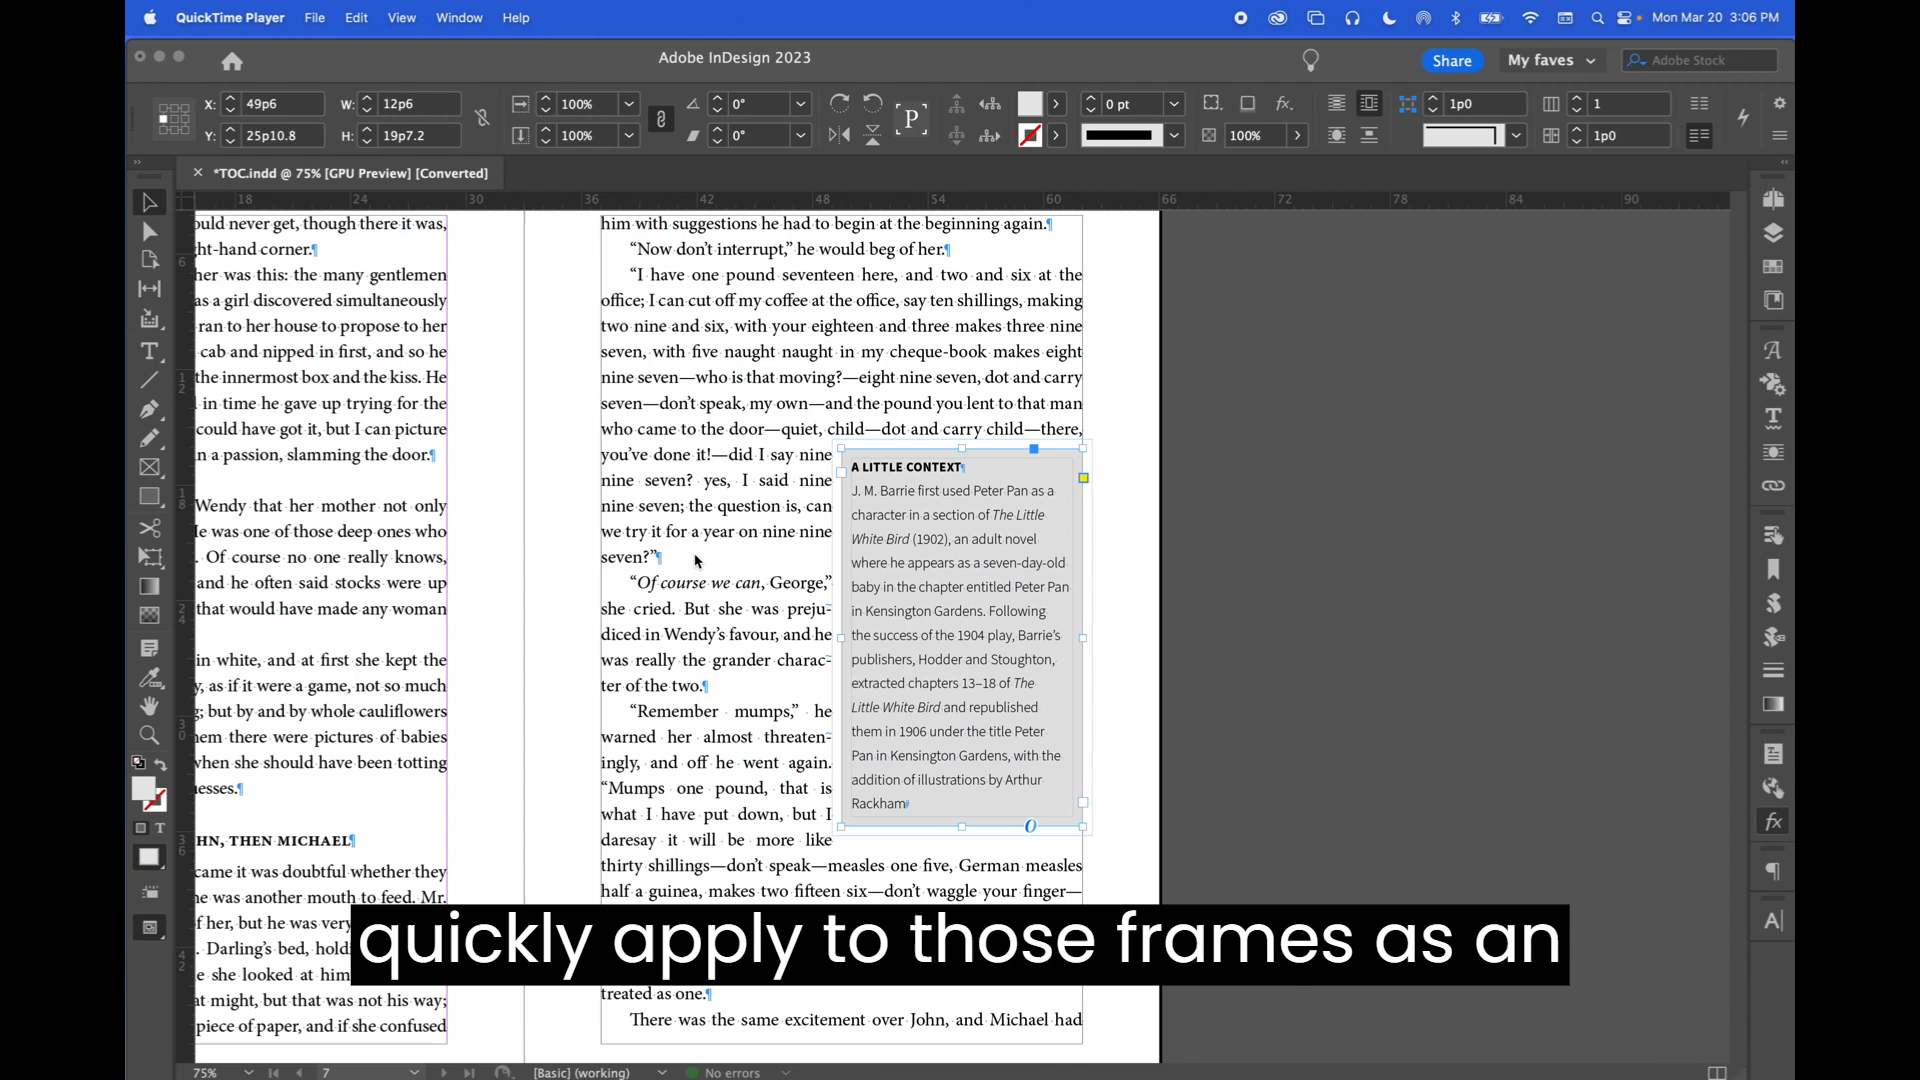 QuickTime Player File Edit View Window Help Mon Mar 20 3:06 PM
Adobe InDesign 2023 Share My faves Adobe Stock
X: 49p6 W: 12p6 100% 0° P 0 pt fx. 1p0 1
Y: 25p10.8 H: 19p7.2 100% 0° 100% 1p0
*TOC.indd @ 75% [GPU Preview] [Converted]
18 24 30 36 42 48 54 60 66 72 78 84 90
ould never get, though there it was,
ht-hand corner.¶
her was this: the many gentlemen
as a girl discovered simultaneously
ran to her house to propose to her
cab and nipped in first, and so he
the innermost box and the kiss. He
in time he gave up trying for the
could have got it, but I can picture
n a passion, slamming the door.¶
Wendy that her mother not only
He was one of those deep ones who
. Of course no one really knows,
and he often said stocks were up
that would have made any woman
in white, and at first she kept the
y, as if it were a game, not so much
g; but by and by whole cauliflowers
hem there were pictures of babies
when she should have been totting
uesses.¶
HN, THEN MICHAEL¶
came it was doubtful whether they
he was another mouth to feed. Mr.
f her, but he was very
. Darling’s bed, holdi
e she looked at him
at might, but that was not his way;
piece of paper, and if she confused
him with suggestions he had to begin at the beginning again.¶
“Now don’t interrupt,” he would beg of her.¶
“I have one pound seventeen here, and two and six at the
office; I can cut off my coffee at the office, say ten shillings, making
two nine and six, with your eighteen and three makes three nine
seven, with five naught naught in my cheque-book makes eight
nine seven—who is that moving?—eight nine seven, dot and carry
seven—don’t speak, my own—and the pound you lent to that man
who came to the door—quiet, child—dot and carry child—there,
you’ve done it!—did I say nine
nine seven? yes, I said nine
nine seven; the question is, can
we try it for a year on nine nine
seven?”¶
“Of course we can, George,”
she cried. But she was preju-
diced in Wendy’s favour, and he
was really the grander charac-
ter of the two.¶
“Remember mumps,” he
warned her almost threaten-
ingly, and off he went again.
“Mumps one pound, that is
what I have put down, but I
daresay it will be more like
thirty shillings—don’t speak—measles one five, German measles
half a guinea, makes two fifteen six—don’t waggle your finger—
treated as one.¶
There was the same excitement over John, and Michael had
A LITTLE CONTEXT¶
J. M. Barrie first used Peter Pan as a
character in a section of The Little
White Bird (1902), an adult novel
where he appears as a seven-day-old
baby in the chapter entitled Peter Pan
in Kensington Gardens. Following
the success of the 1904 play, Barrie’s
publishers, Hodder and Stoughton,
extracted chapters 13–18 of The
Little White Bird and republished
them in 1906 under the title Peter
Pan in Kensington Gardens, with the
addition of illustrations by Arthur
Rackham#
quickly apply to those frames as an
75% 7 [Basic] (working) No errors